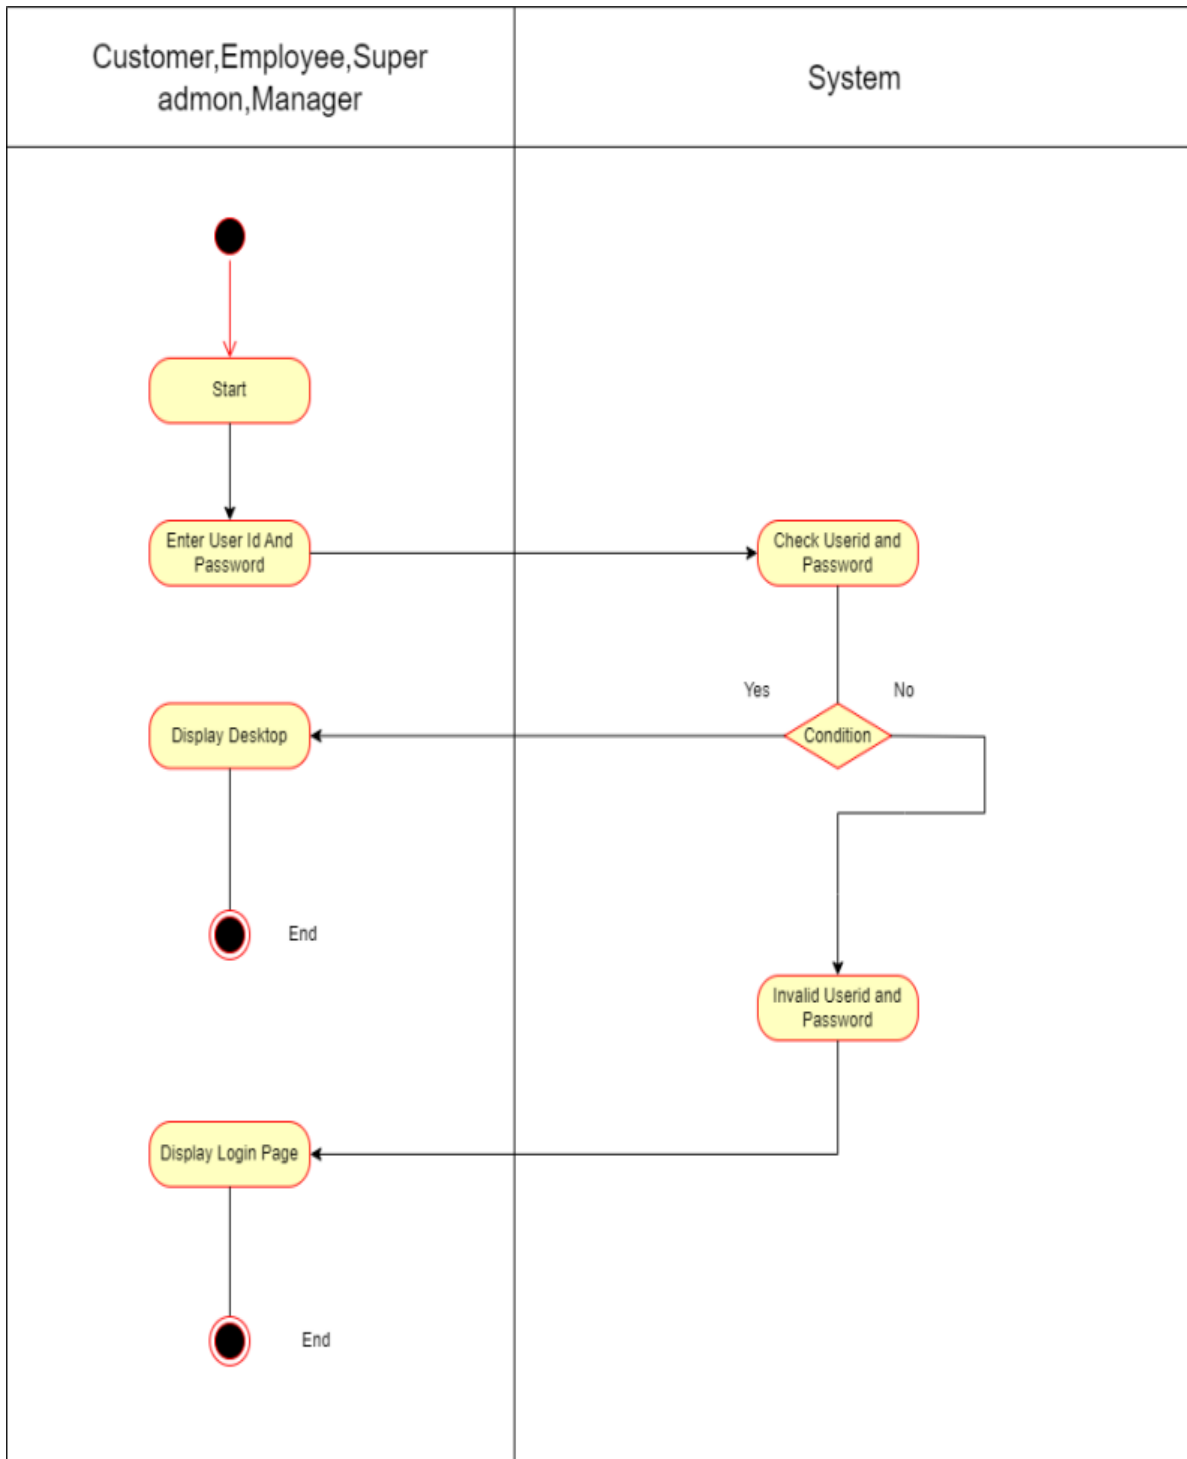 Customer,Employee,Super
admon,Manager
System
Start
Enter User Id And
Password
Check Userid and
Password
Yes
No
Display Desktop
Condition
End
Invalid Userid and
Password
Display Login Page
End